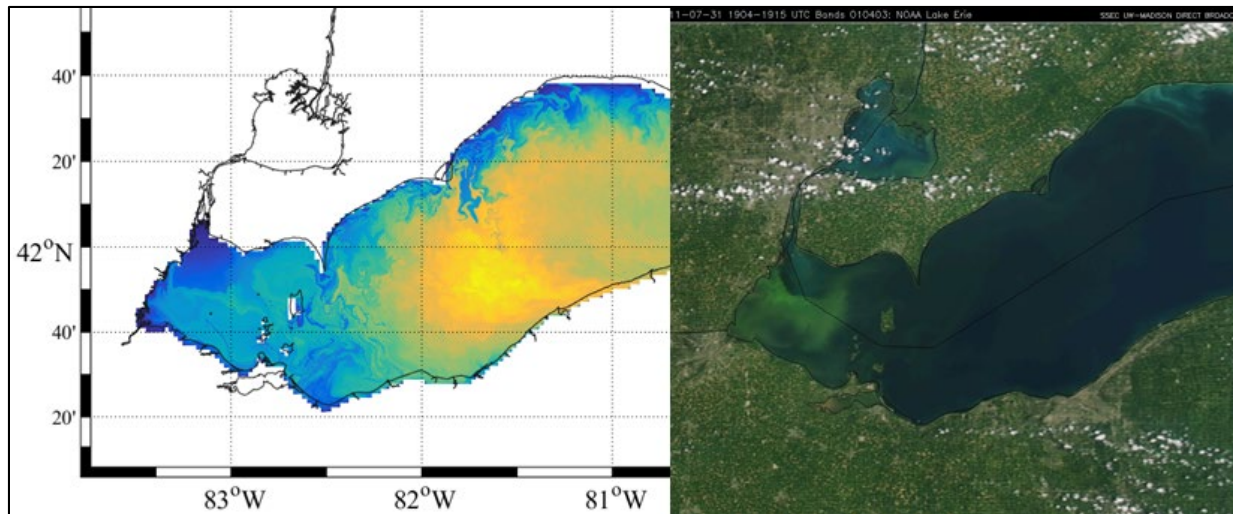 11-07-31 1904-1915 UTC Bands 010403: NOAA Lake Erie
SSEC UW-MADISON DIRECT BROADC
40'
20'
42°N
40'
20'
83°W 82°W 81°W